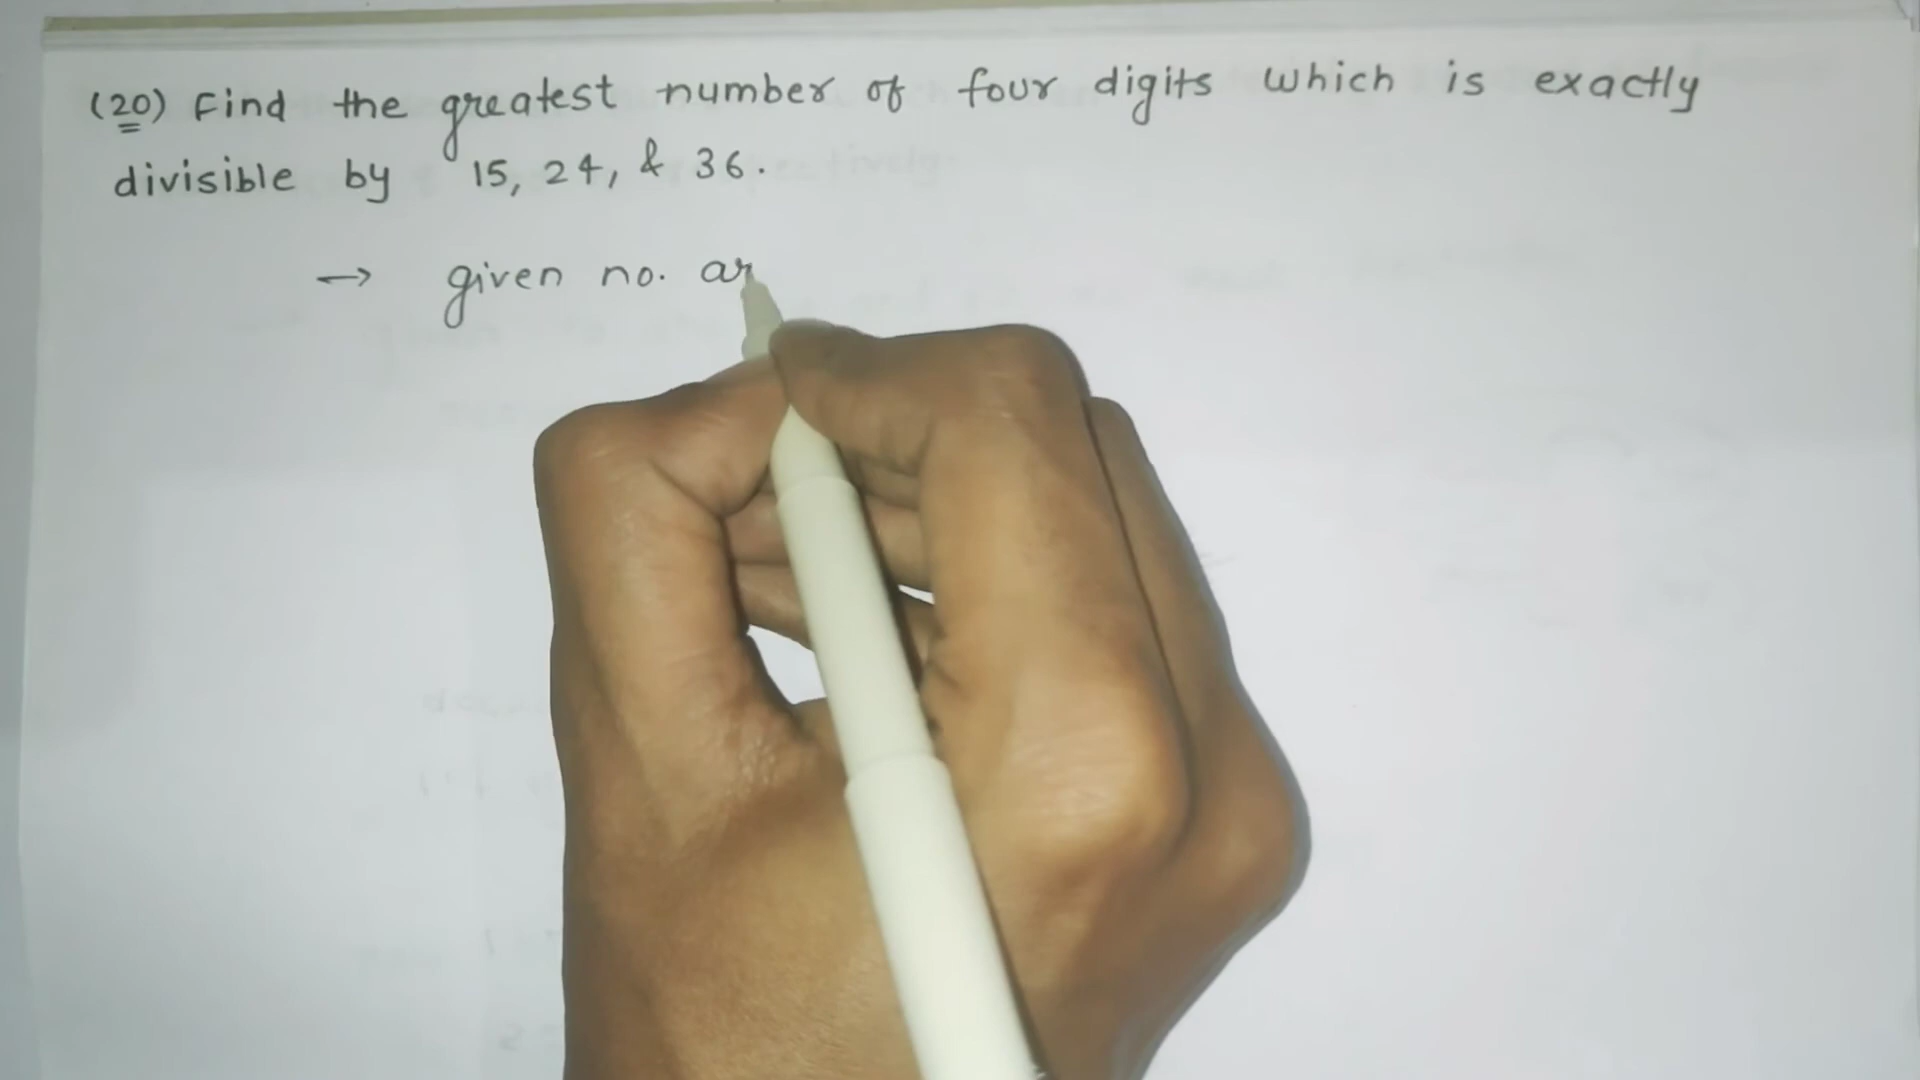 (20) Find the greatest number of four digits which is exactly
divisible by 15, 24, & 36.
→ given no. ar